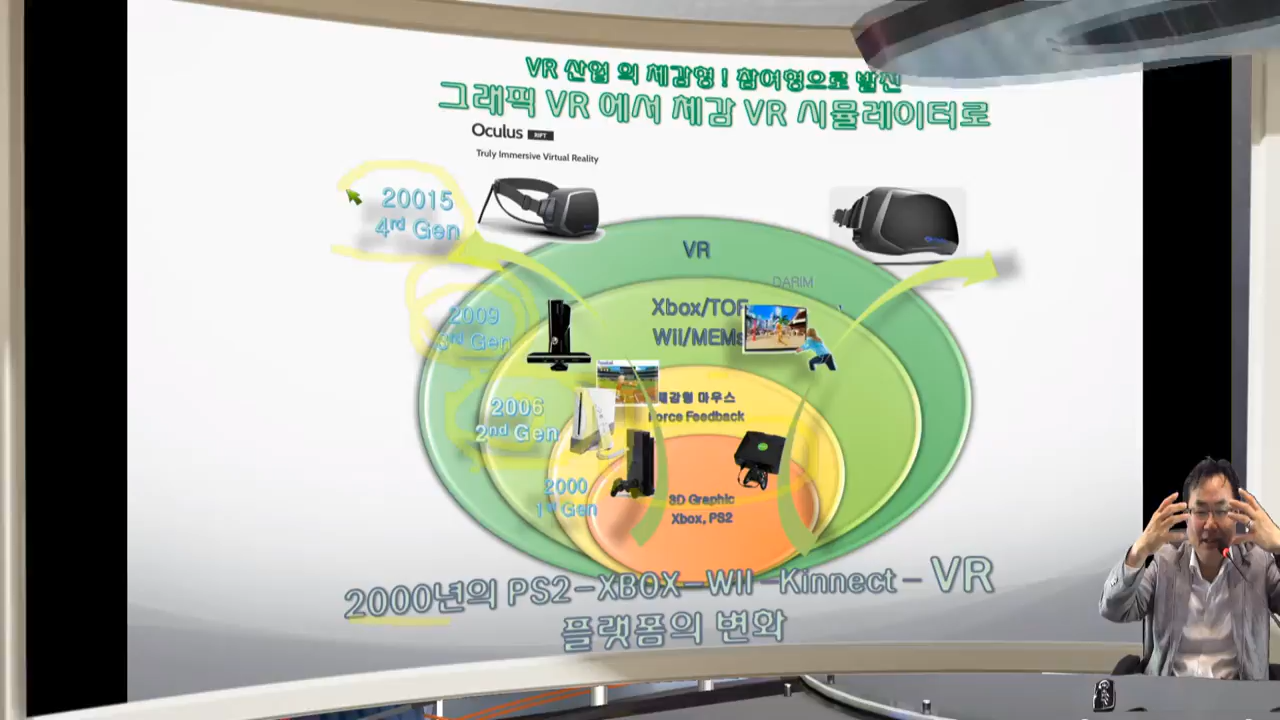 VR 산업 의 체감형 ! 참여형으로 발전
그래픽 VR 에서 체감 VR 시뮬레이터로
Oculus RIFT
Truly Immersive Virtual Reality
20015
4rd Gen
VR
DARIM
2009
3rd Gen
Xbox/TOF
Wii/MEMs
2006
2nd Gen
체감형 마우스
Force Feedback
2000
1st Gen
3D Graphic
Xbox, PS2
2000년의 PS2-XBOX-WII-Kinnect- VR
플랫폼의 변화